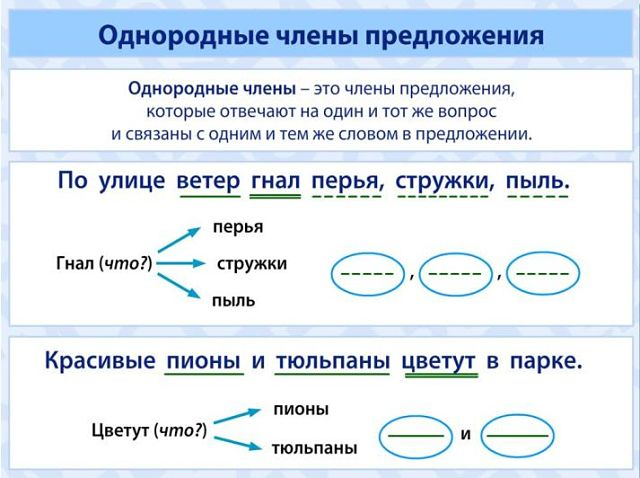 Однородные члены предложения
Однородные члены – это члены предложения,
которые отвечают на один и тот же вопрос
и связаны с одним и тем же словом в предложении.
По улице ветер гнал перья, стружки, пыль.
перья
Гнал (что?) стружки
пыль
, ,
Красивые пионы и тюльпаны цветут в парке.
пионы
Цветут (что?)
тюльпаны
и